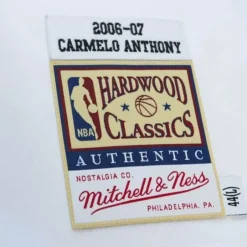 2006-07
CARMELO ANTHONY
HARDWOOD
CLASSICS
NBA
AUTHENTIC
NOSTALGIA CO.
Mitchell & Ness
PHILADELPHIA, PA.
44(L)